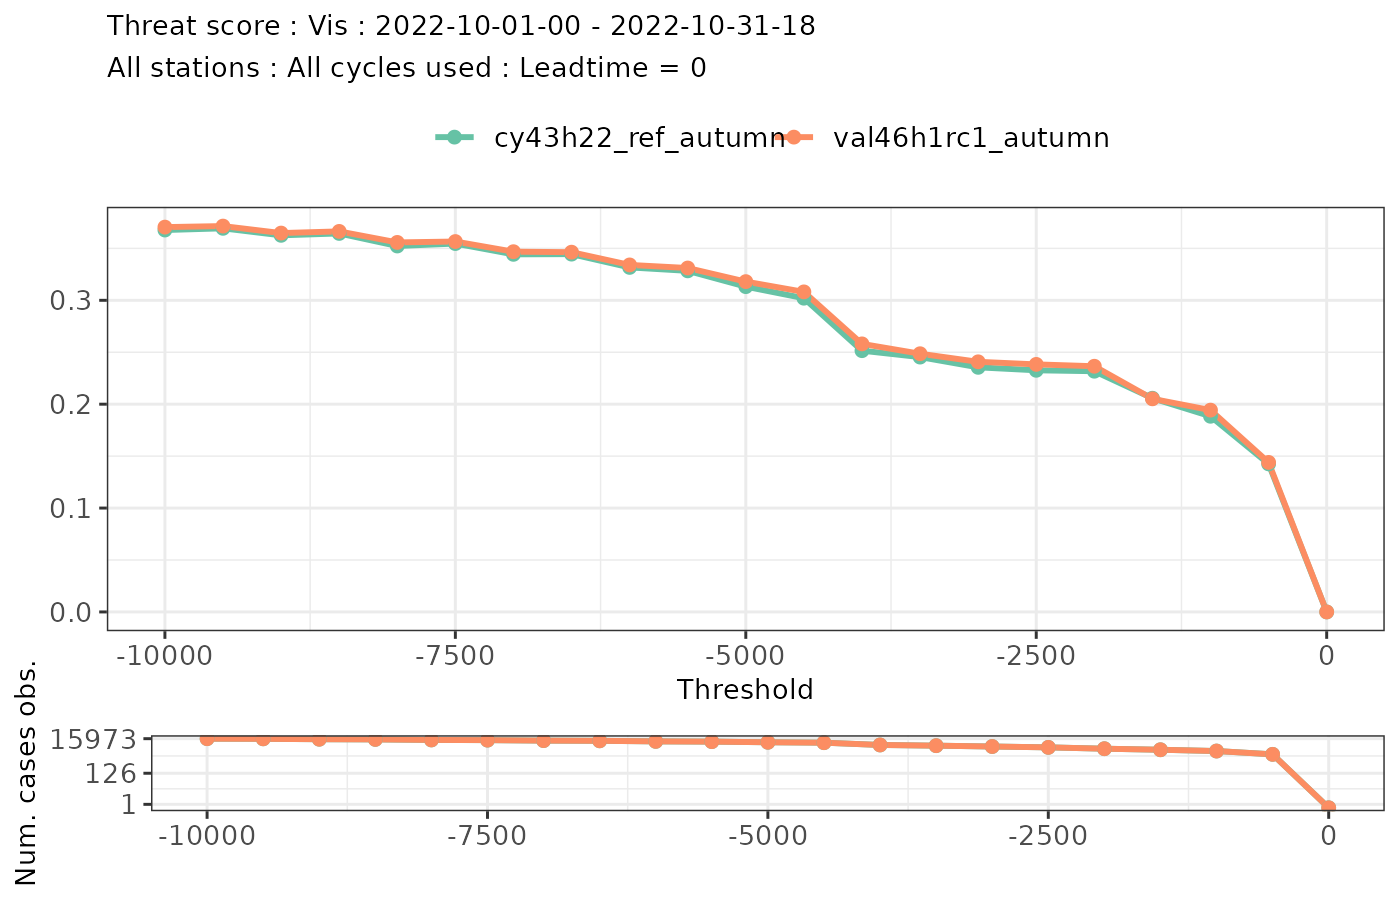 Threat score : Vis : 2022-10-01-00 - 2022-10-31-18
All stations : All cycles used : Leadtime = 0
cy43h22_ref_autumn val46h1rc1_autumn
0.3
0.2
0.1
0.0
-10000 -7500 -5000 -2500 0
Threshold
Num. cases obs.
15973
126
1
-10000 -7500 -5000 -2500 0